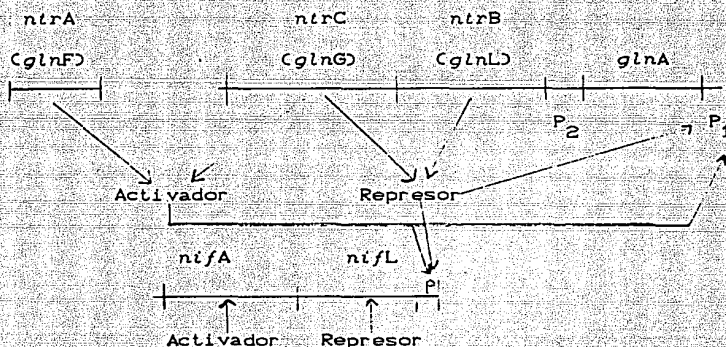 ntrA ntrC ntrB
(glnF) (glnG) (glnL) glnA
P2 P1
Activador Represor
nifA nifL
P
Activador Represor